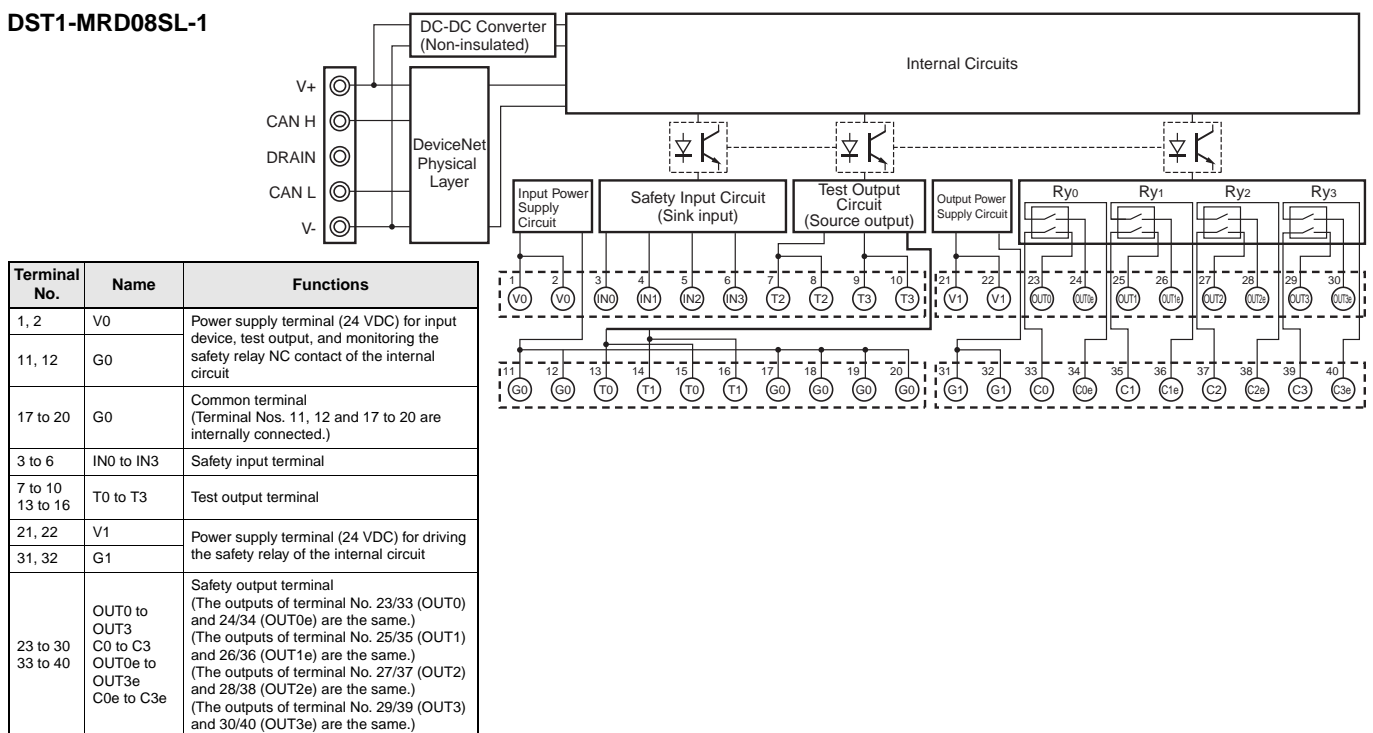 DST1-MRD08SL-1
DC-DC Converter
(Non-insulated)
Internal Circuits
V+
CAN H
DRAIN
CAN L
V-
DeviceNet
Physical
Layer
Input Power
Supply
Circuit
Safety Input Circuit
(Sink input)
Test Output
Circuit
(Source output)
Output Power
Supply Circuit
Ry0 Ry1 Ry2 Ry3
1 2 3 4 5 6 7 8 9 10
V0 V0 IN0 IN1 IN2 IN3 T2 T2 T3 T3
21 22 23 24 25 26 27 28 29 30
V1 V1 OUT0 OUT0e OUT1 OUT1e OUT2 OUT2e OUT3 OUT3e
11 12 13 14 15 16 17 18 19 20
G0 G0 T0 T1 T0 T1 G0 G0 G0 G0
31 32 33 34 35 36 37 38 39 40
G1 G1 C0 C0e C1 C1e C2 C2e C3 C3e
Terminal
No.
Name
Functions
1, 2
V0
11, 12
G0
Power supply terminal (24 VDC) for input
device, test output, and monitoring the
safety relay NC contact of the internal
circuit
17 to 20
G0
Common terminal
(Terminal Nos. 11, 12 and 17 to 20 are
internally connected.)
3 to 6
IN0 to IN3
Safety input terminal
7 to 10
13 to 16
T0 to T3
Test output terminal
21, 22
V1
31, 32
G1
Power supply terminal (24 VDC) for driving
the safety relay of the internal circuit
23 to 30
33 to 40
OUT0 to
OUT3
C0 to C3
OUT0e to
OUT3e
C0e to C3e
Safety output terminal
(The outputs of terminal No. 23/33 (OUT0)
and 24/34 (OUT0e) are the same.)
(The outputs of terminal No. 25/35 (OUT1)
and 26/36 (OUT1e) are the same.)
(The outputs of terminal No. 27/37 (OUT2)
and 28/38 (OUT2e) are the same.)
(The outputs of terminal No. 29/39 (OUT3)
and 30/40 (OUT3e) are the same.)